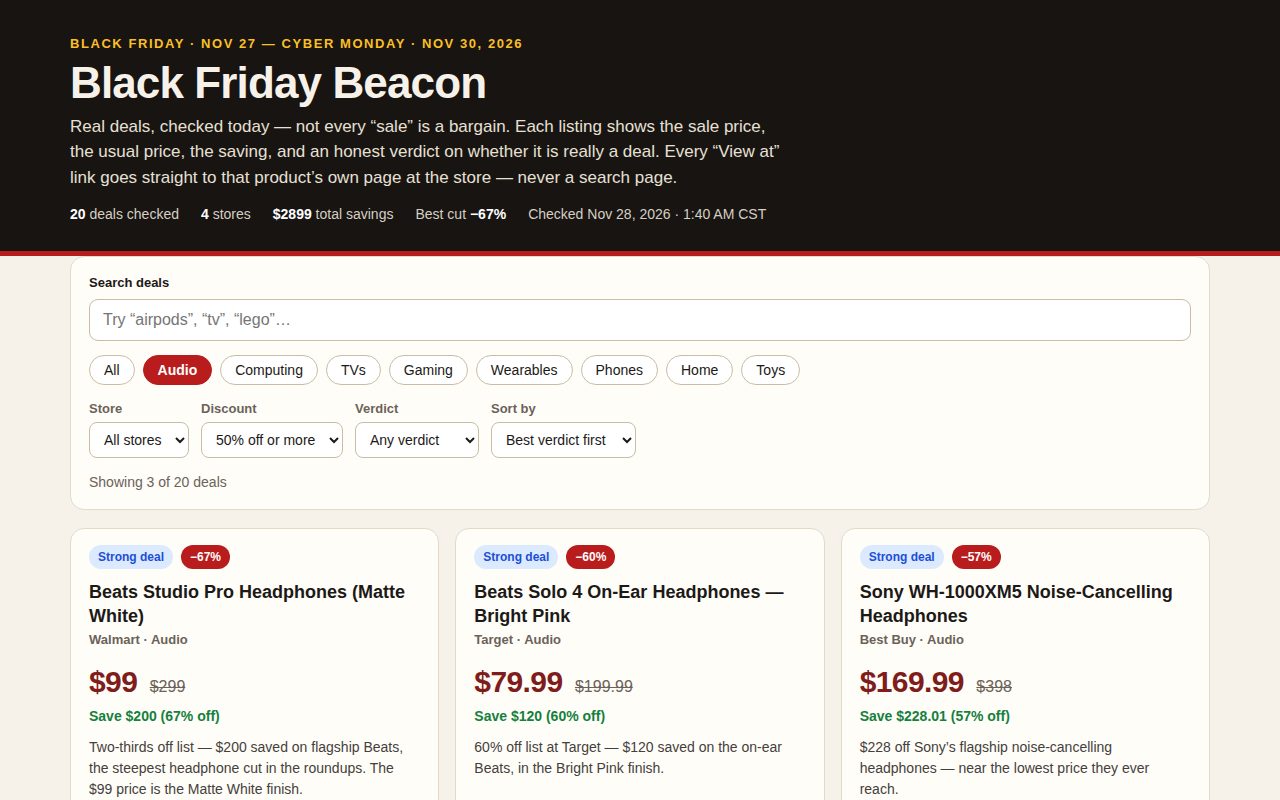 BLACK FRIDAY · NOV 27 — CYBER MONDAY · NOV 30, 2026
Black Friday Beacon
Real deals, checked today — not every “sale” is a bargain. Each listing shows the sale price,
the usual price, the saving, and an honest verdict on whether it is really a deal. Every “View at”
link goes straight to that product’s own page at the store — never a search page.
20 deals checked 4 stores $2899 total savings Best cut −67% Checked Nov 28, 2026 · 1:40 AM CST
Search deals
Try “airpods”, “tv”, “lego”…
All Audio Computing TVs Gaming Wearables Phones Home Toys
Store Discount Verdict Sort by
All stores 50% off or more Any verdict Best verdict first
Showing 3 of 20 deals
Strong deal −67%
Beats Studio Pro Headphones (Matte
White)
Walmart · Audio
$99 $299
Save $200 (67% off)
Two-thirds off list — $200 saved on flagship Beats,
the steepest headphone cut in the roundups. The
$99 price is the Matte White finish.
Strong deal −60%
Beats Solo 4 On-Ear Headphones —
Bright Pink
Target · Audio
$79.99 $199.99
Save $120 (60% off)
60% off list at Target — $120 saved on the on-ear
Beats, in the Bright Pink finish.
Strong deal −57%
Sony WH-1000XM5 Noise-Cancelling
Headphones
Best Buy · Audio
$169.99 $398
Save $228.01 (57% off)
$228 off Sony’s flagship noise-cancelling
headphones — near the lowest price they ever
reach.